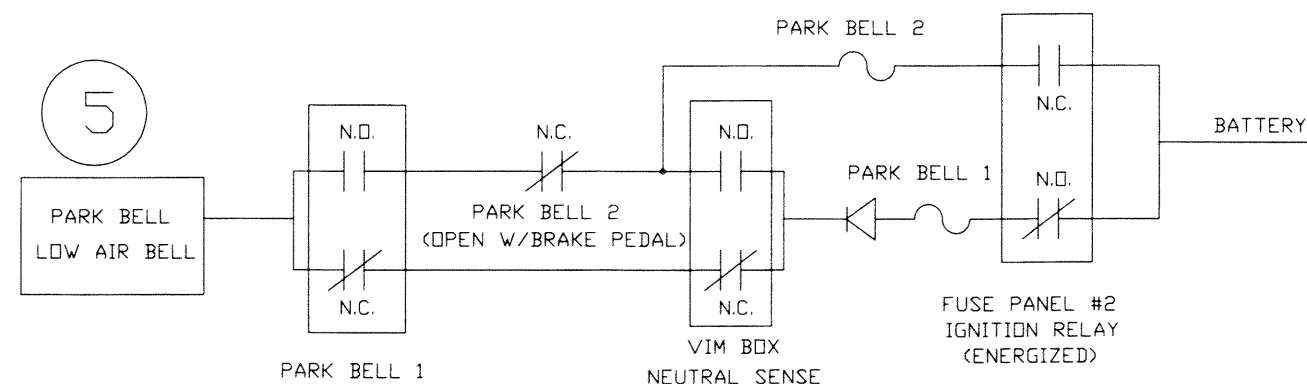 PARK BELL 2
5
N.C.
N.O.
N.C.
N.O.
BATTERY
PARK BELL 1
N.O.
PARK BELL
LOW AIR BELL
PARK BELL 2
(OPEN W/BRAKE PEDAL)
N.C.
N.C.
FUSE PANEL #2
IGNITION RELAY
(ENERGIZED)
VIM BOX
NEUTRAL SENSE
PARK BELL 1